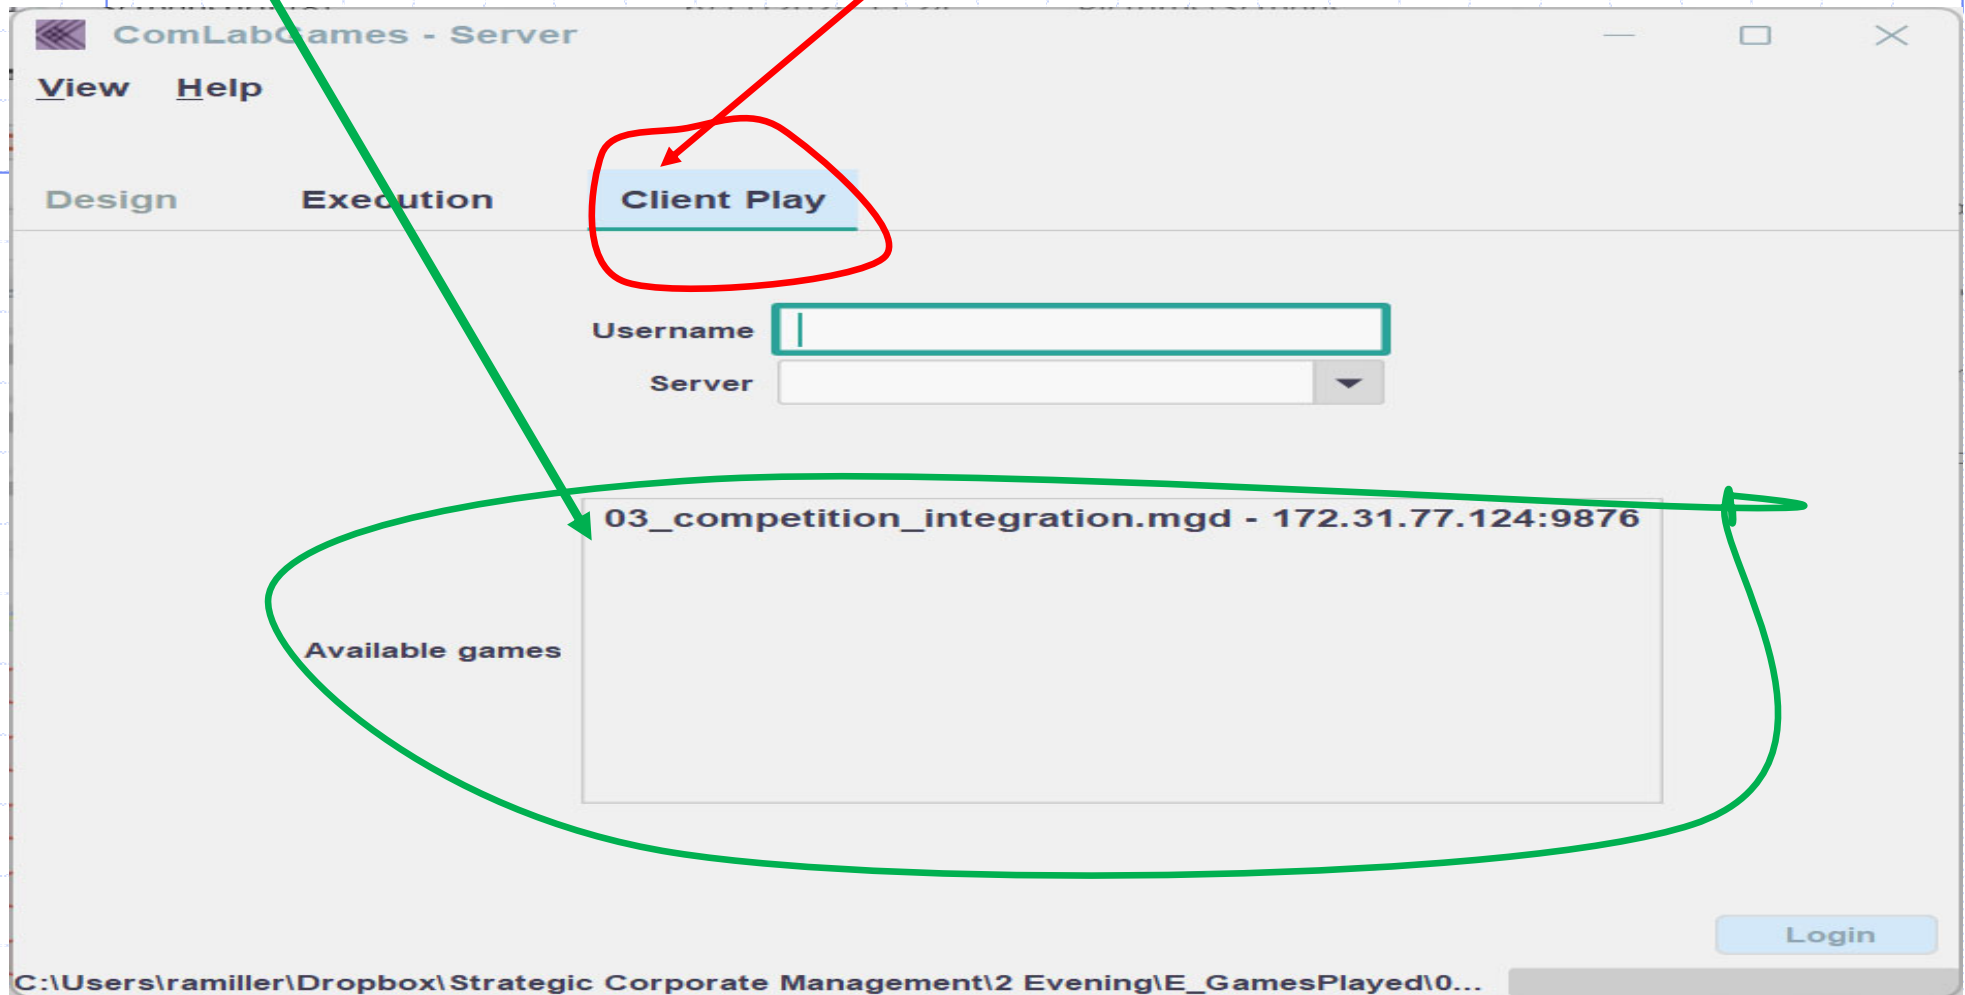 ComLabGames - Server
View Help
Design Execution Client Play
Username
Server
03_competition_integration.mgd - 172.31.77.124:9876
Available games
Login
C:\Users\ramiller\Dropbox\Strategic Corporate Management\2 Evening\E_GamesPlayed\0...